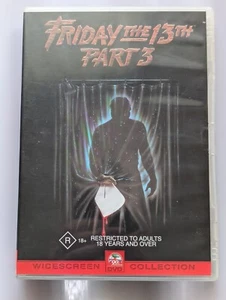 FRIDAY THE 13TH
PART 3
R 18+ RESTRICTED TO ADULTS
18 YEARS AND OVER
WIDESCREEN COLLECTION